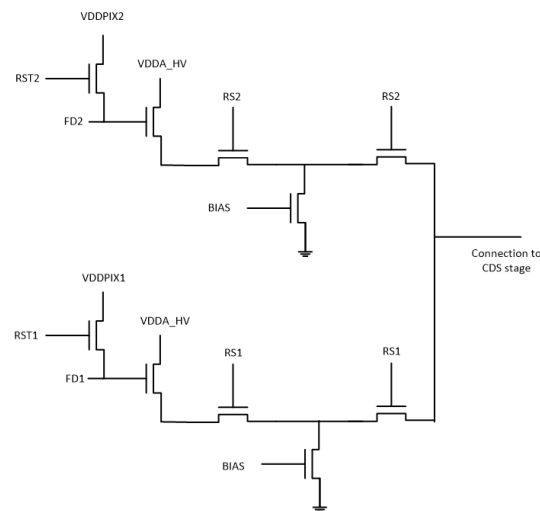 VDDPIX2
VDDA_HV
RST2
RS2
RS2
FD2
BIAS
Connection to
CDS stage
VDDPIX1
VDDA_HV
RST1
RS1
RS1
FD1
BIAS